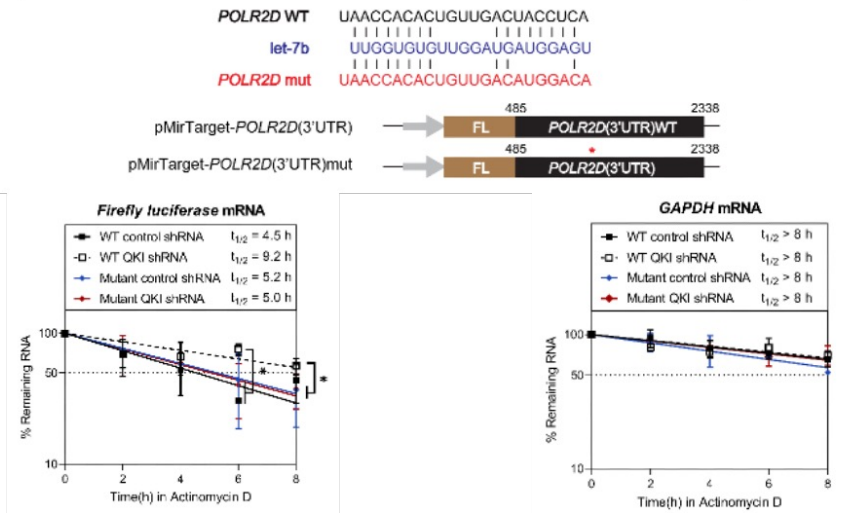 POLR2D WT UAACCACACUGUUGACUACCUCA
let-7b UUGGUGUGUUGGAUGAUGGAGU
POLR2D mut UAACCACACUGUUGACAUGGACA
485 2338
pMirTarget-POLR2D(3'UTR) FL POLR2D(3'UTR)WT
485 * 2338
pMirTarget-POLR2D(3'UTR)mut FL POLR2D(3'UTR)
Firefly luciferase mRNA
WT control shRNA t1/2 = 4.5 h
WT QKI shRNA t1/2 = 9.2 h
Mutant control shRNA t1/2 = 5.2 h
Mutant QKI shRNA t1/2 = 5.0 h
% Remaining RNA
100
50
10
* *
0 2 4 6 8
Time(h) in Actinomycin D
GAPDH mRNA
WT control shRNA t1/2 > 8 h
WT QKI shRNA t1/2 > 8 h
Mutant control shRNA t1/2 > 8 h
Mutant QKI shRNA t1/2 > 8 h
% Remaining RNA
100
50
10
0 2 4 6 8
Time(h) in Actinomycin D